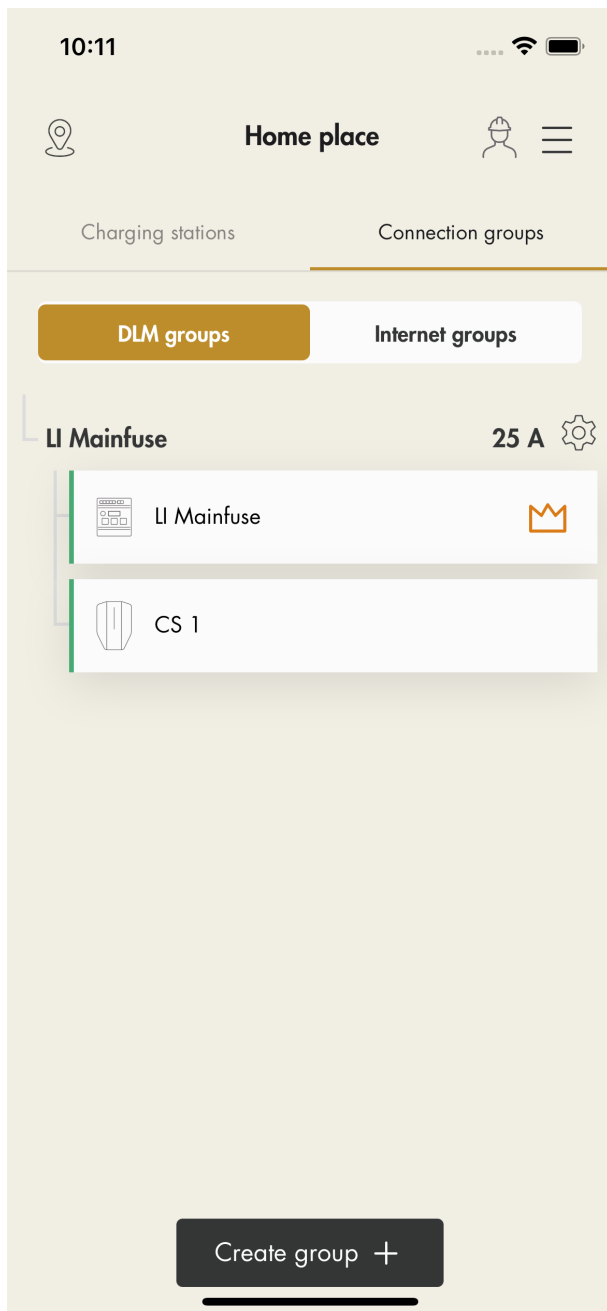 10:11
Home place
Charging stations
Connection groups
DLM groups
Internet groups
LI Mainfuse
25 A
LI Mainfuse
CS 1
Create group +